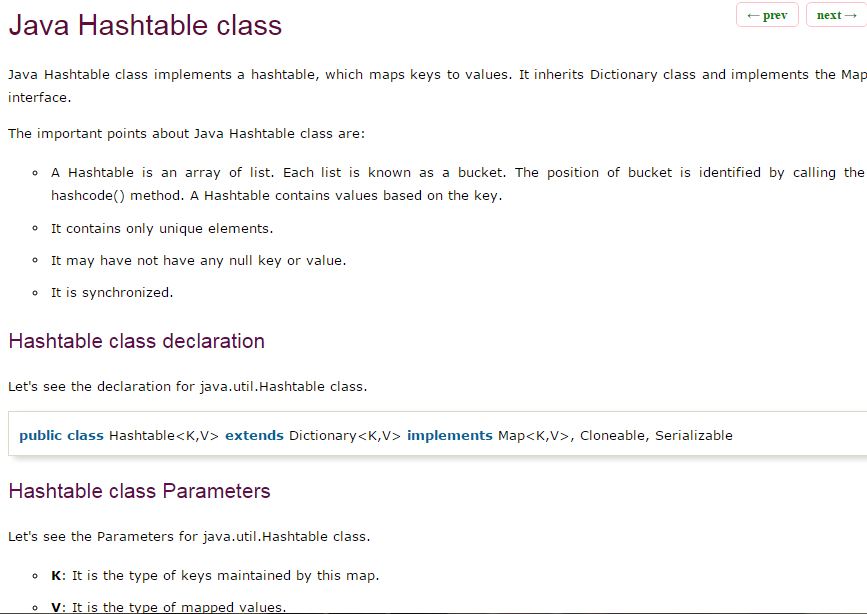 Java Hashtable class
← prev
next →
Java Hashtable class implements a hashtable, which maps keys to values. It inherits Dictionary class and implements the Map
interface.
The important points about Java Hashtable class are:
A Hashtable is an array of list. Each list is known as a bucket. The position of bucket is identified by calling the
hashcode() method. A Hashtable contains values based on the key.
It contains only unique elements.
It may have not have any null key or value.
It is synchronized.
Hashtable class declaration
Let's see the declaration for java.util.Hashtable class.
public class Hashtable<K,V> extends Dictionary<K,V> implements Map<K,V>, Cloneable, Serializable
Hashtable class Parameters
Let's see the Parameters for java.util.Hashtable class.
K: It is the type of keys maintained by this map.
V: It is the type of mapped values.